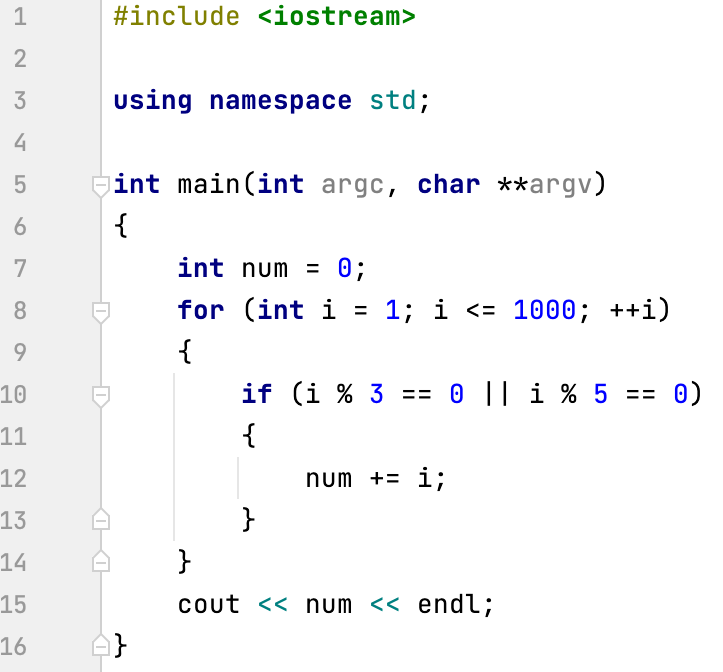 1 #include <iostream>
2
3 using namespace std;
4
5 int main(int argc, char **argv)
6 {
7     int num = 0;
8     for (int i = 1; i <= 1000; ++i)
9     {
10         if (i % 3 == 0 || i % 5 == 0)
11         {
12             num += i;
13         }
14     }
15     cout << num << endl;
16 }